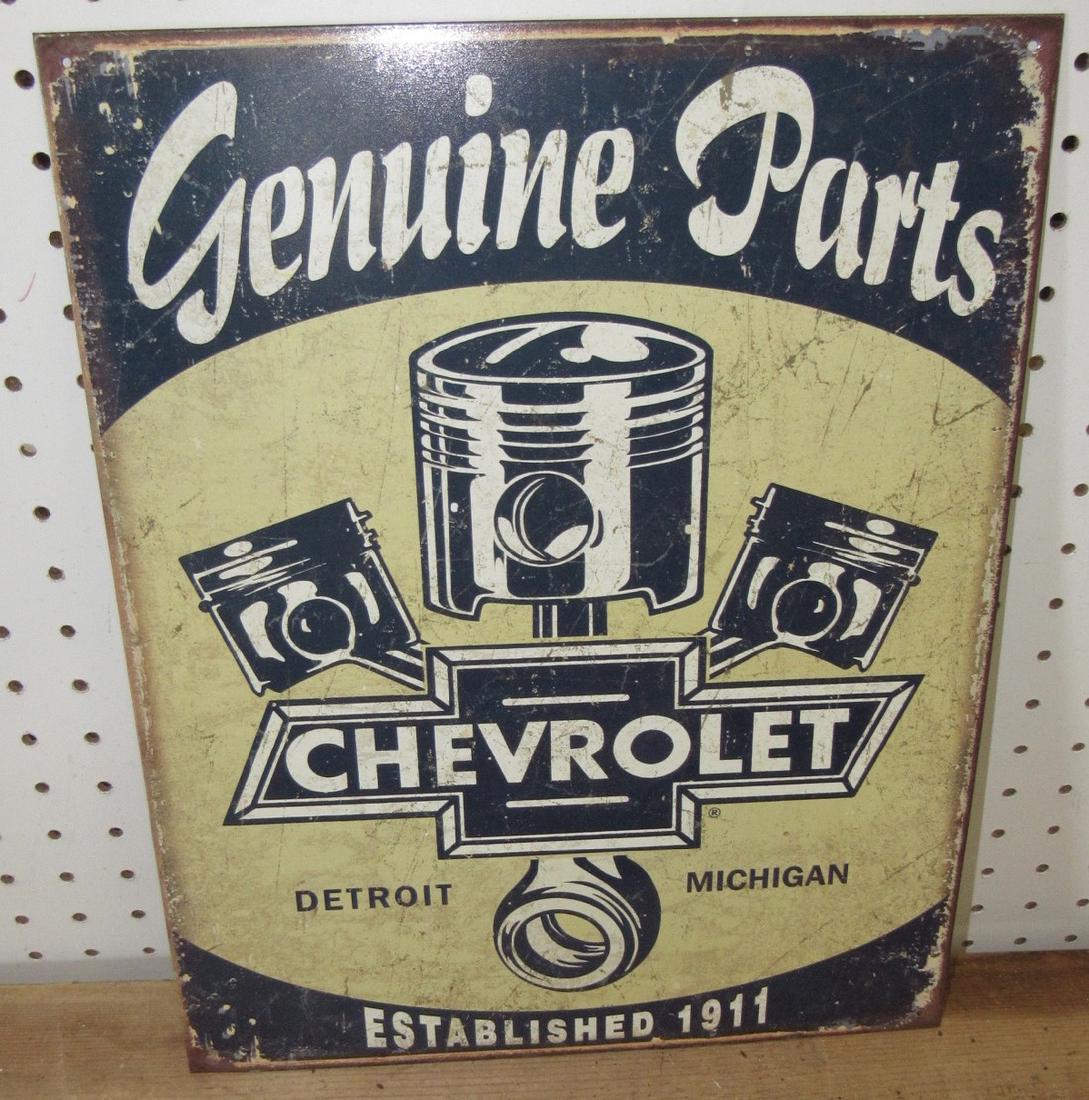 Genuine Parts
CHEVROLET
®
DETROIT MICHIGAN
ESTABLISHED 1911